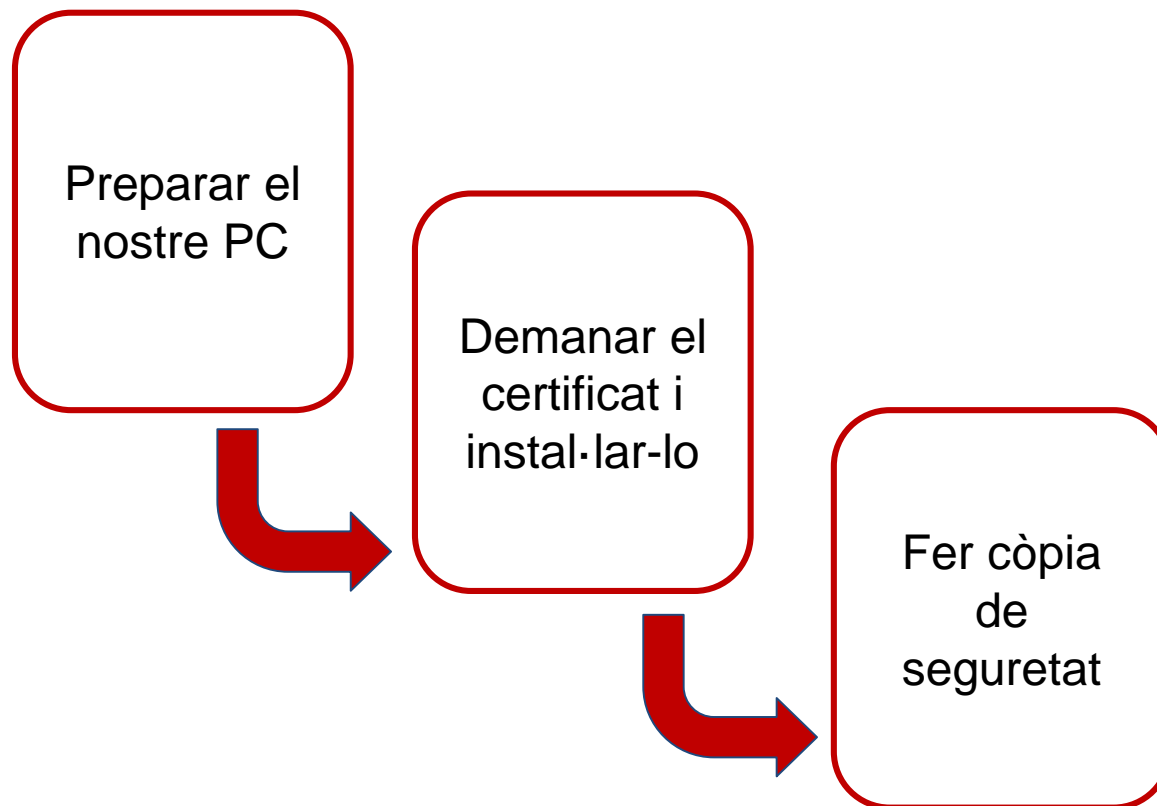 Preparar el
nostre PC
Demanar el
certificat i
instal·lar-lo
Fer còpia
de
seguretat